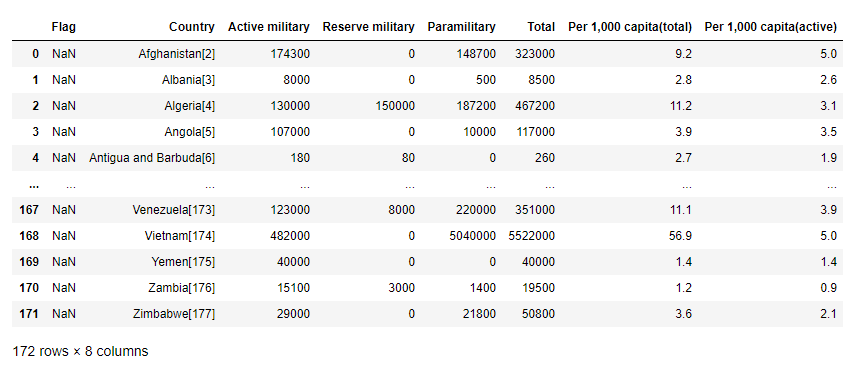 Flag Country Active military Reserve military Paramilitary Total Per 1,000 capita(total) Per 1,000 capita(active)
0 NaN Afghanistan[2] 174300 0 148700 323000 9.2 5.0
1 NaN Albania[3] 8000 0 500 8500 2.8 2.6
2 NaN Algeria[4] 130000 150000 187200 467200 11.2 3.1
3 NaN Angola[5] 107000 0 10000 117000 3.9 3.5
4 NaN Antigua and Barbuda[6] 180 80 0 260 2.7 1.9
... ... ... ... ... ... ... ... ...
167 NaN Venezuela[173] 123000 8000 220000 351000 11.1 3.9
168 NaN Vietnam[174] 482000 0 5040000 5522000 56.9 5.0
169 NaN Yemen[175] 40000 0 0 40000 1.4 1.4
170 NaN Zambia[176] 15100 3000 1400 19500 1.2 0.9
171 NaN Zimbabwe[177] 29000 0 21800 50800 3.6 2.1
172 rows × 8 columns